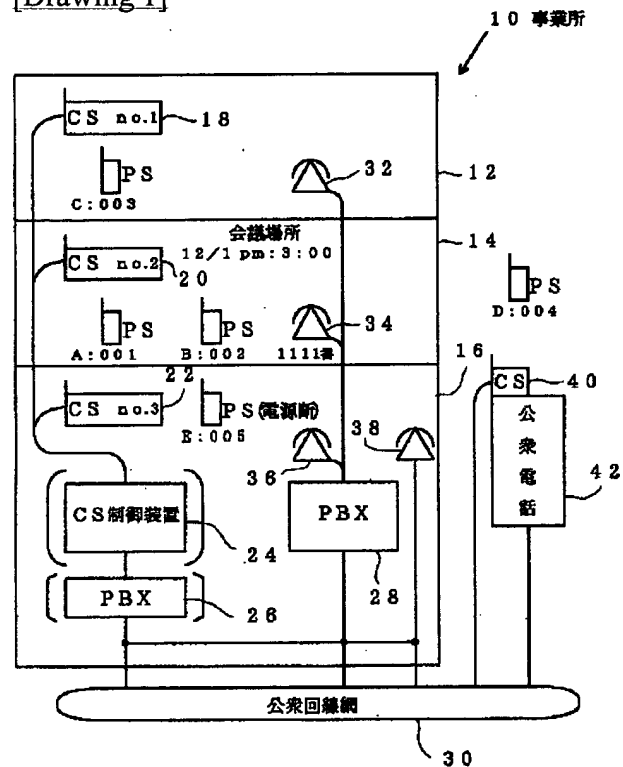 [Drawing 1]
10 事業所
CS no.1
18
PS
C:003
32
12
会議場所
12/1 pm:3:00
14
CS no.2
20
PS
D:004
PS
A:001
PS
B:002
34
1111番
16
22
CS no.3
PS(電源断)
E:005
38
CS
40
公衆電話
36
42
CS制御装置
24
PBX
28
PBX
26
公衆回線網
30